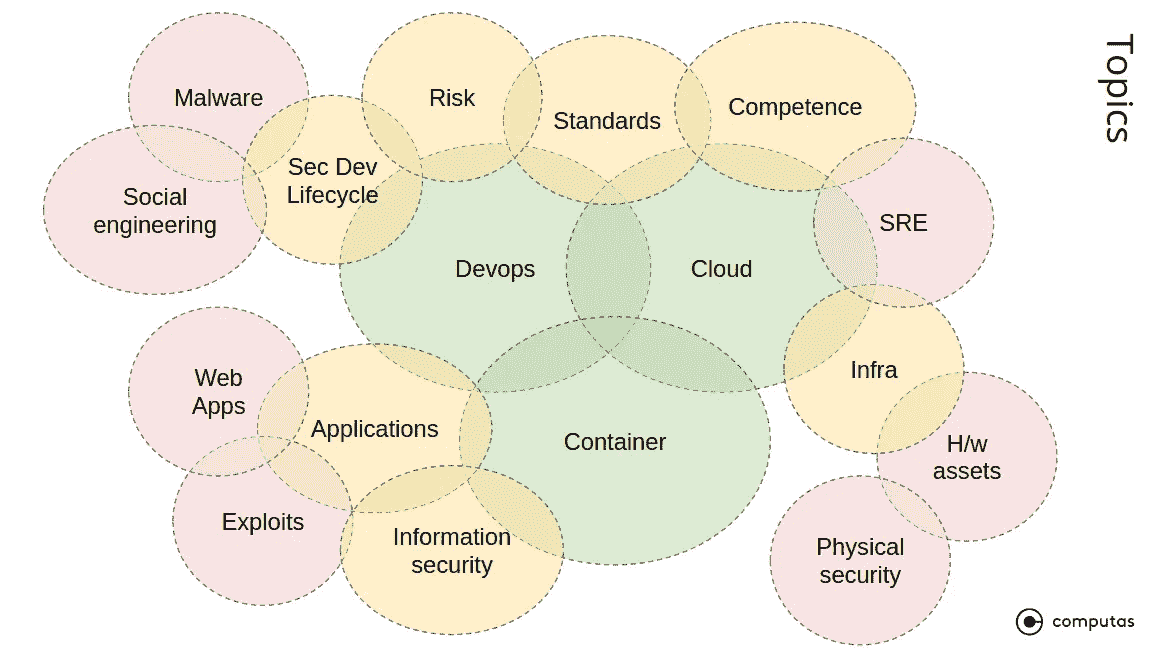 Topics
Malware
Risk
Standards
Competence
Sec Dev
Lifecycle
Social
engineering
SRE
Devops
Cloud
Web
Apps
Infra
Applications
Container
H/w
assets
Exploits
Information
security
Physical
security
computas